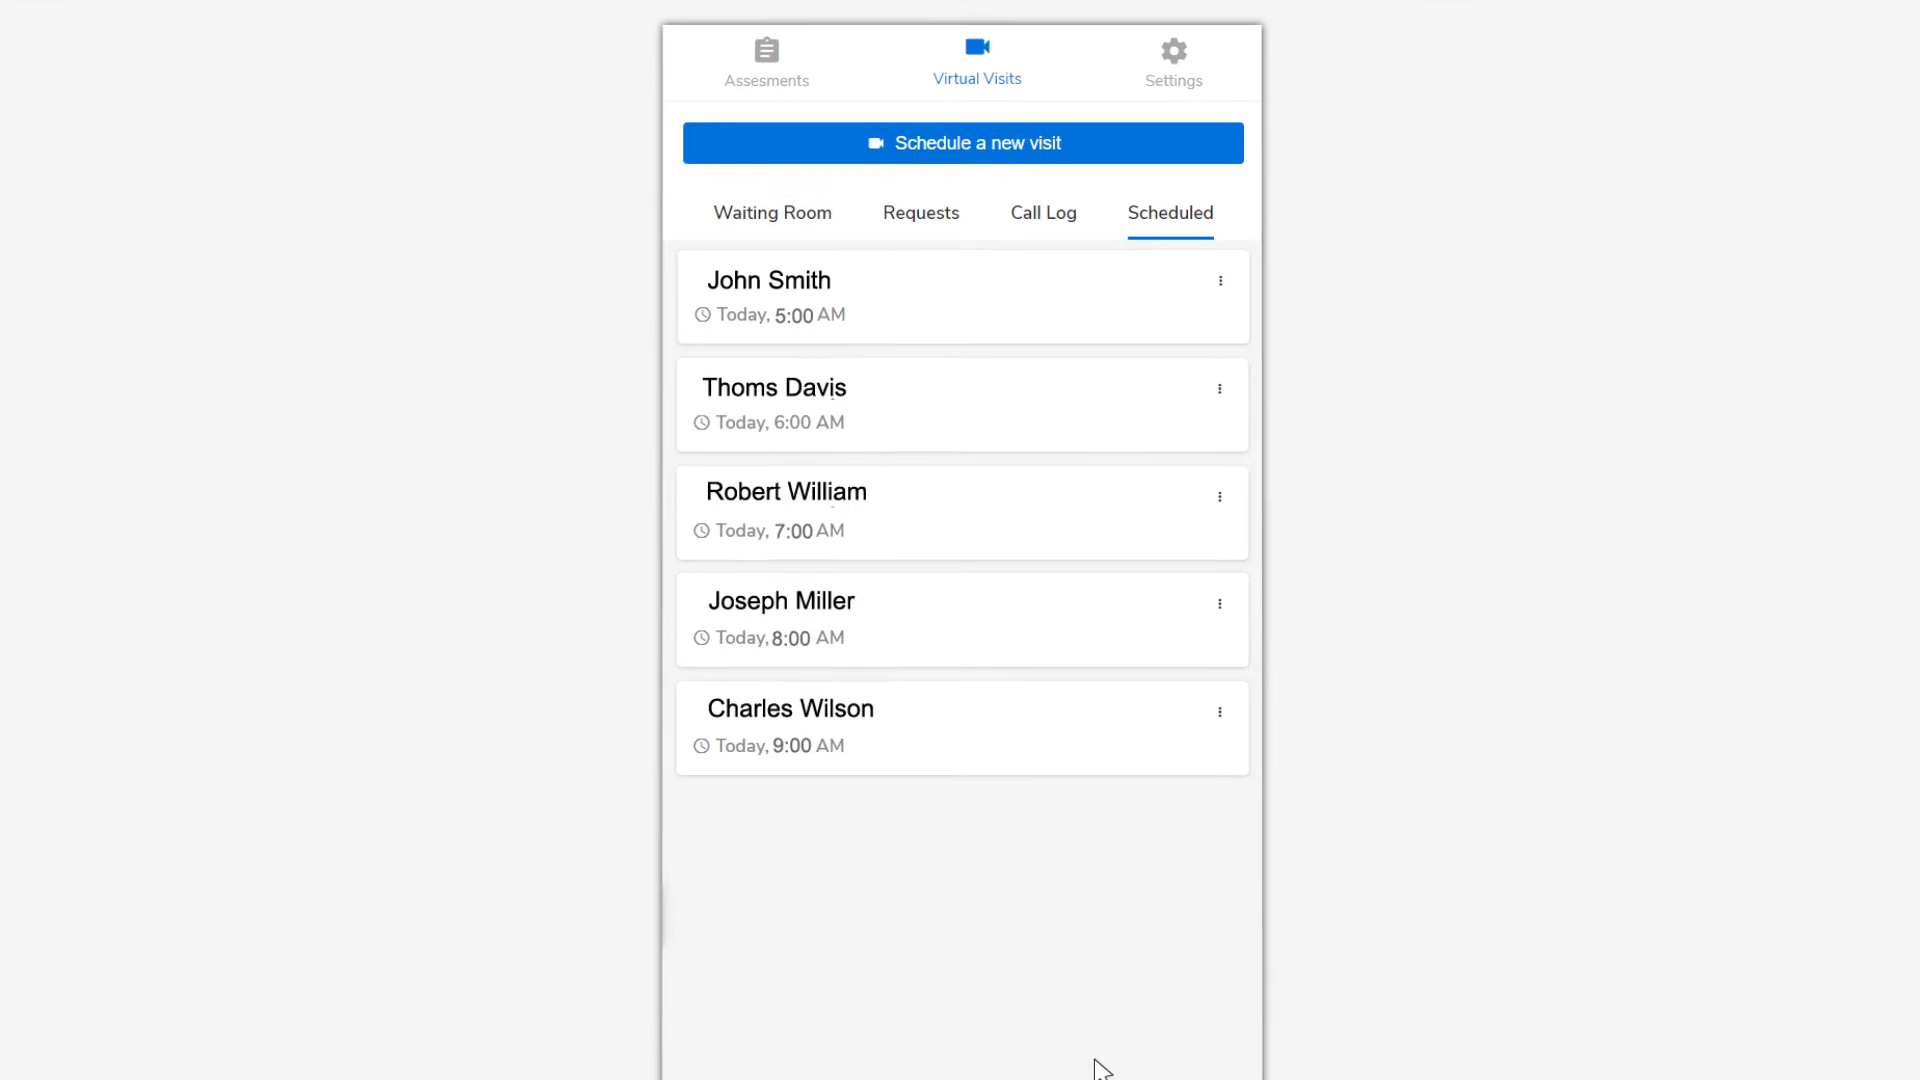 Assesments
Virtual Visits
Settings
Schedule a new visit
Waiting Room
Requests
Call Log
Scheduled
John Smith
Today, 5:00 AM
Thoms Davis
Today, 6:00 AM
Robert William
Today, 7:00 AM
Joseph Miller
Today, 8:00 AM
Charles Wilson
Today, 9:00 AM